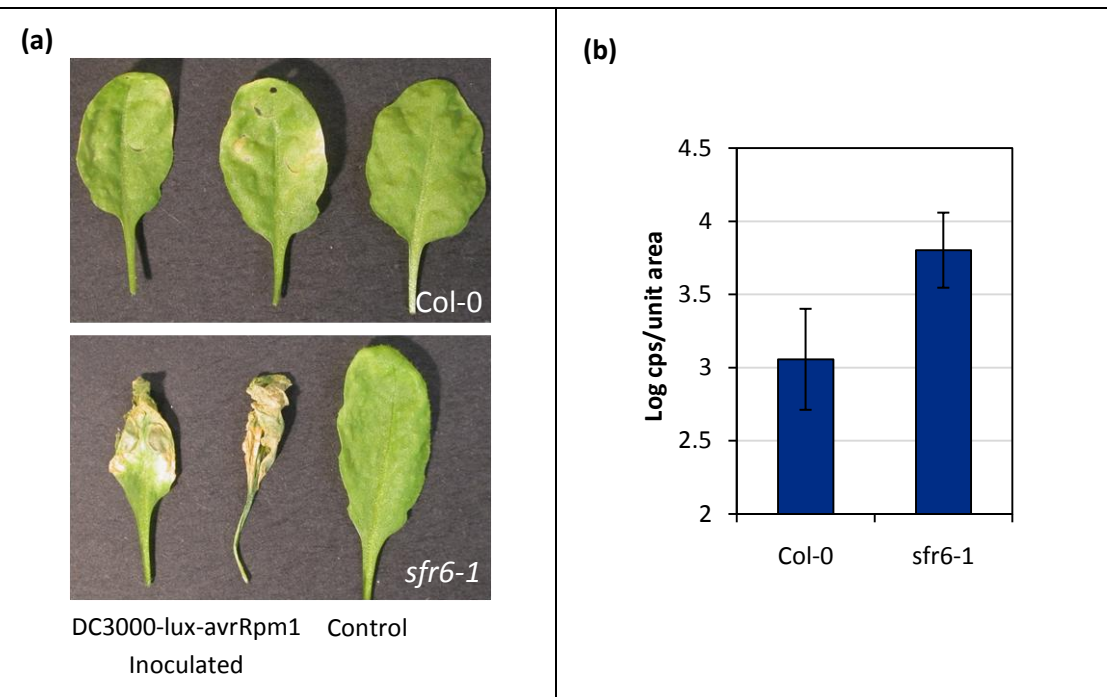 (a)
Col-0
sfr6-1
DC3000-lux-avrRpm1 Control
Inoculated
(b)
4.5
4
3.5
3
2.5
2
Log cps/unit area
Col-0 sfr6-1